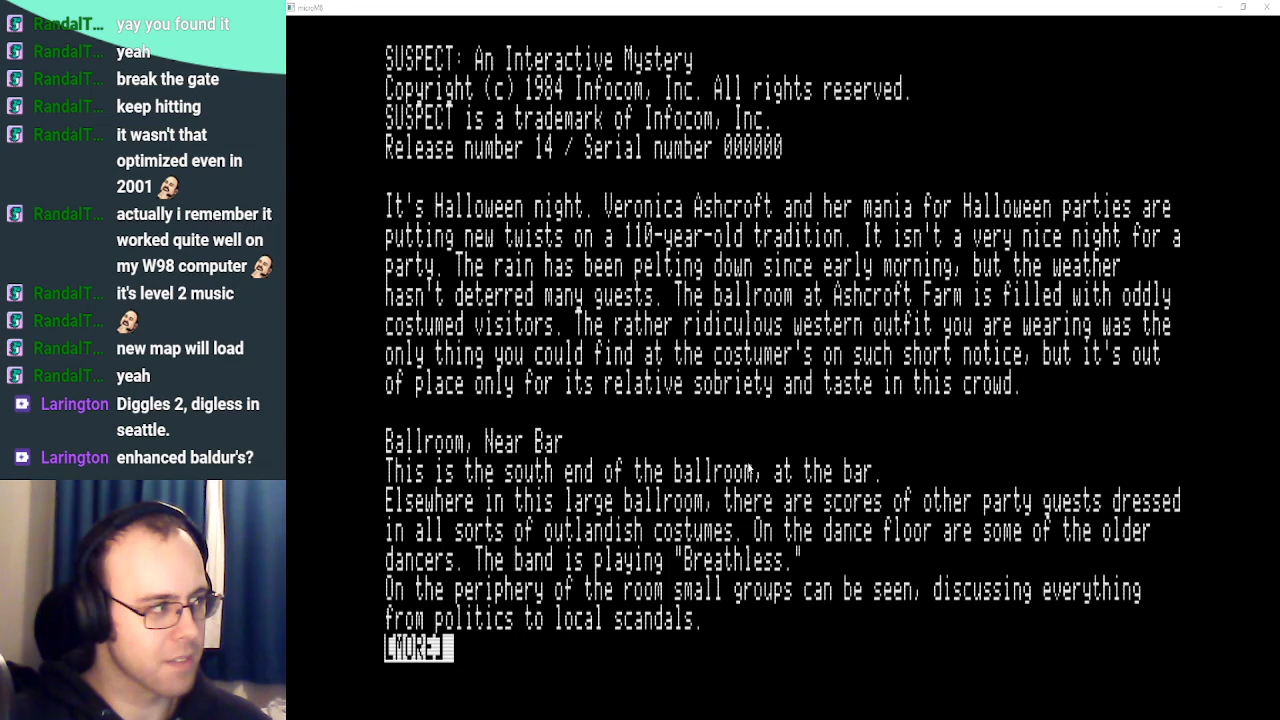 RandalT... yay you found it
RandalT... yeah
RandalT... break the gate
RandalT... keep hitting
RandalT... it wasn't that
optimized even in
2001
RandalT... actually i remember it
worked quite well on
my W98 computer
RandalT... it's level 2 music
RandalT...
RandalT... new map will load
RandalT... yeah
Larington Diggles 2, digless in
seattle.
Larington enhanced baldur's?
microM8
SUSPECT: An Interactive Mystery
Copyright (c) 1984 Infocom, Inc. All rights reserved.
SUSPECT is a trademark of Infocom, Inc.
Release number 14 / Serial number 000000
It's Halloween night. Veronica Ashcroft and her mania for Halloween parties are
putting new twists on a 110-year-old tradition. It isn't a very nice night for a
party. The rain has been pelting down since early morning, but the weather
hasn't deterred many guests. The ballroom at Ashcroft Farm is filled with oddly
costumed visitors. The rather ridiculous western outfit you are wearing was the
only thing you could find at the costumer's on such short notice, but it's out
of place only for its relative sobriety and taste in this crowd.
Ballroom, Near Bar
This is the south end of the ballroom, at the bar.
Elsewhere in this large ballroom, there are scores of other party guests dressed
in all sorts of outlandish costumes. On the dance floor are some of the older
dancers. The band is playing "Breathless."
On the periphery of the room small groups can be seen, discussing everything
from politics to local scandals.
[MORE]